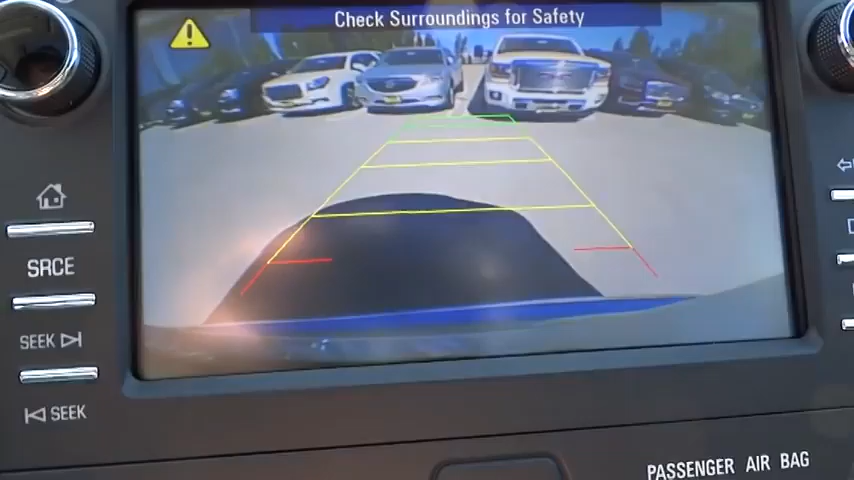 Check Surroundings for Safety
SRCE
SEEK
SEEK
PASSENGER AIR BAG